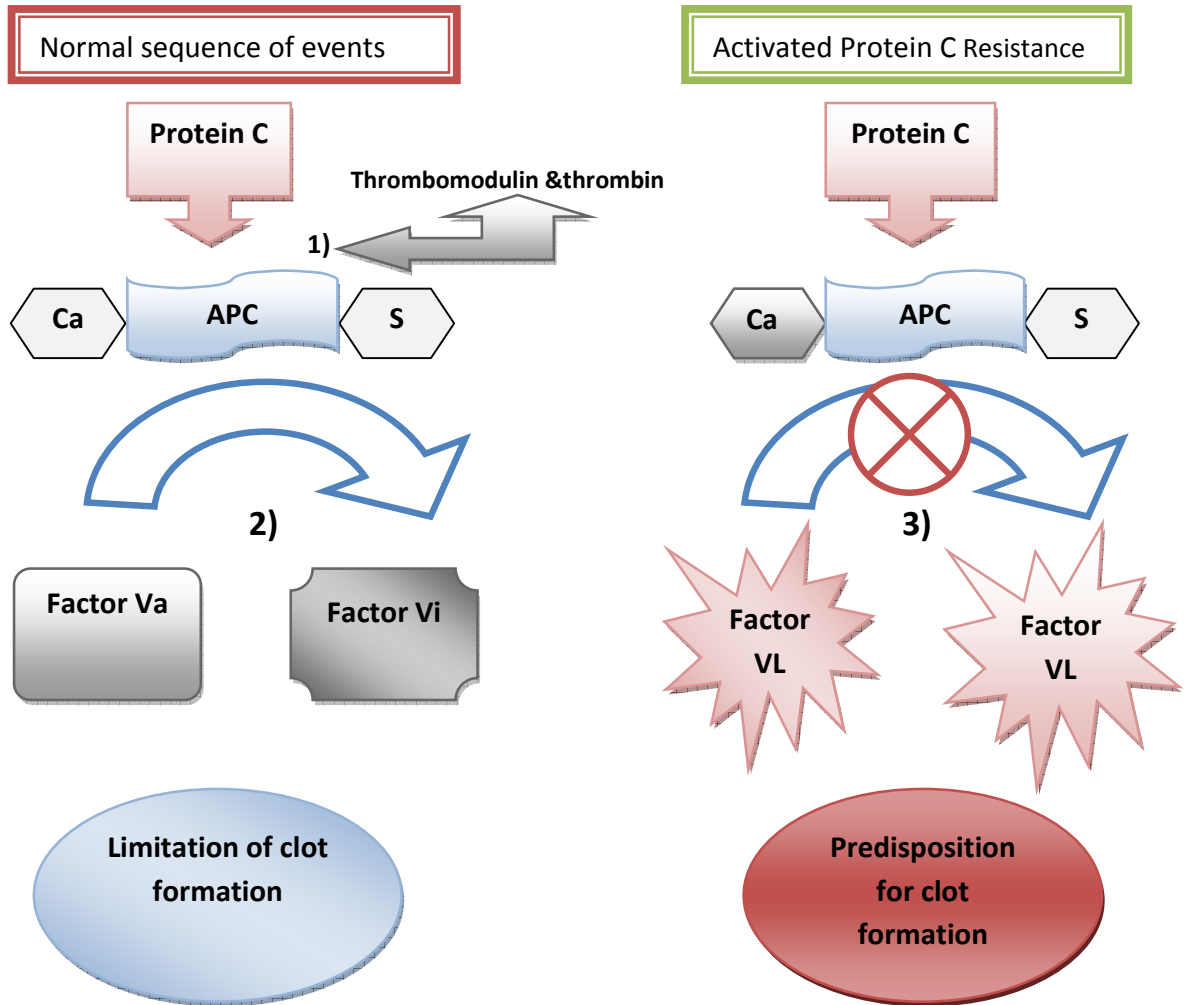 Normal sequence of events
Protein C
Thrombomodulin &thrombin
1)
Ca
APC
S
2)
Factor Va
Factor Vi
Limitation of clot
formation
Activated Protein C Resistance
Protein C
Ca
APC
S
3)
Factor
VL
Factor
VL
Predisposition
for clot
formation